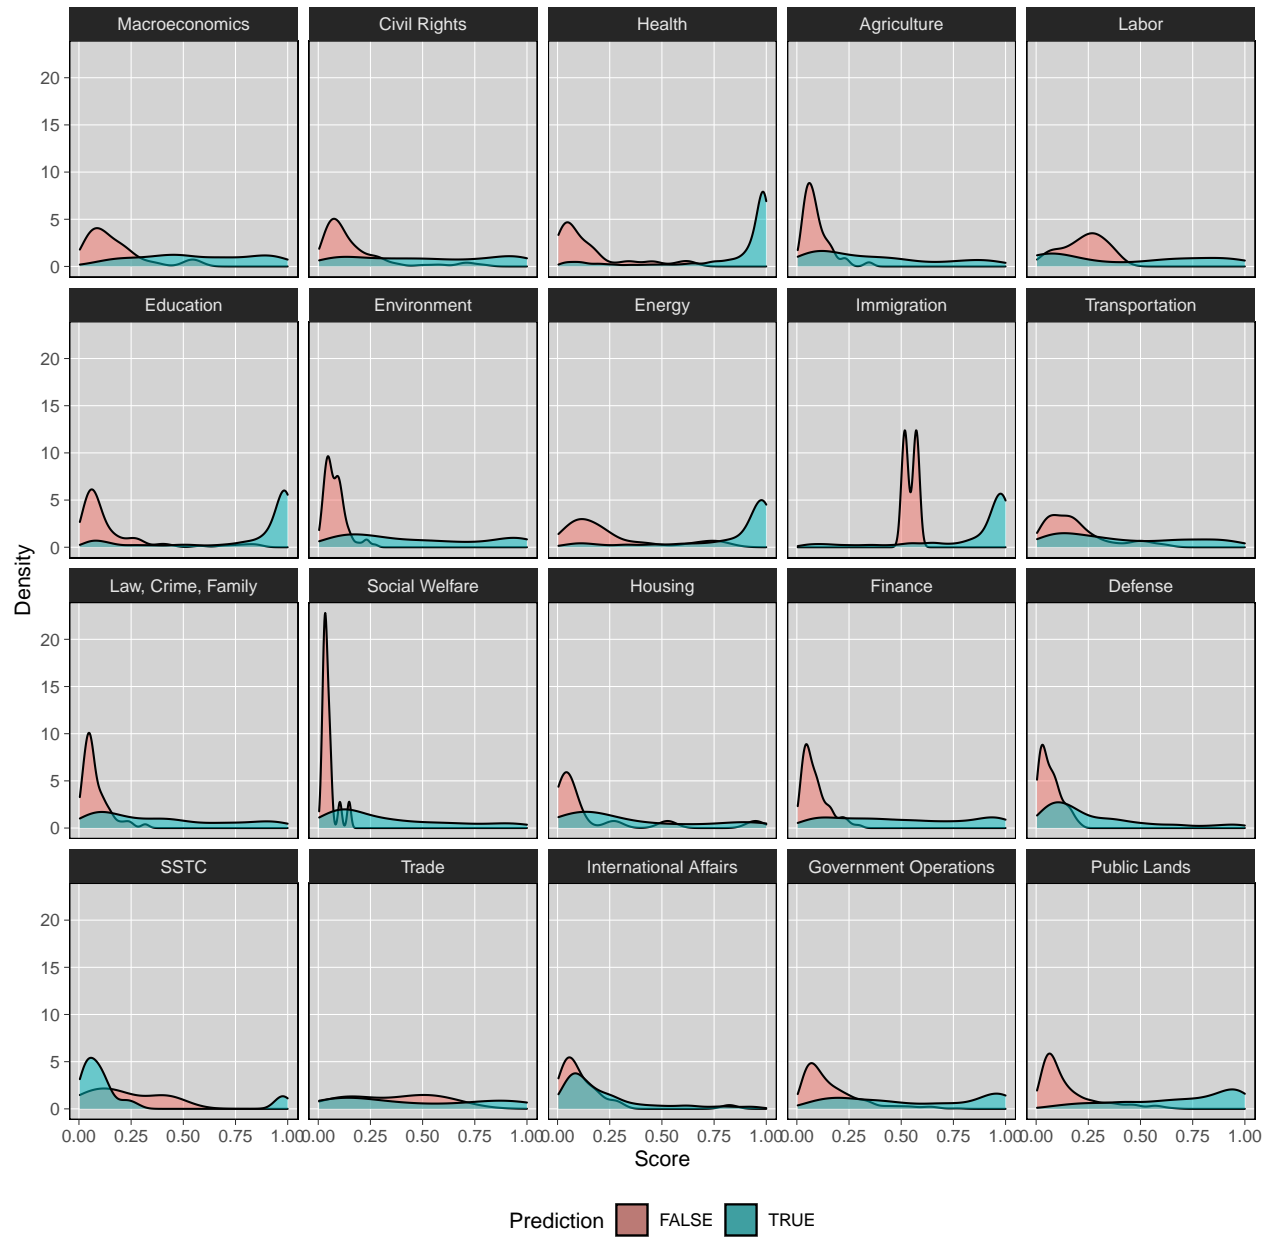 Macroeconomics Civil Rights Health Agriculture Labor
20
15
10
5
0
Education Environment Energy Immigration Transportation
20
15
10
5
0
Density
Law, Crime, Family Social Welfare Housing Finance Defense
20
15
10
5
0
SSTC Trade International Affairs Government Operations Public Lands
20
15
10
5
0
0.00 0.25 0.50 0.75 1.00 0.00 0.25 0.50 0.75 1.00 0.00 0.25 0.50 0.75 1.00 0.00 0.25 0.50 0.75 1.00 0.00 0.25 0.50 0.75 1.00
Score
Prediction FALSE TRUE